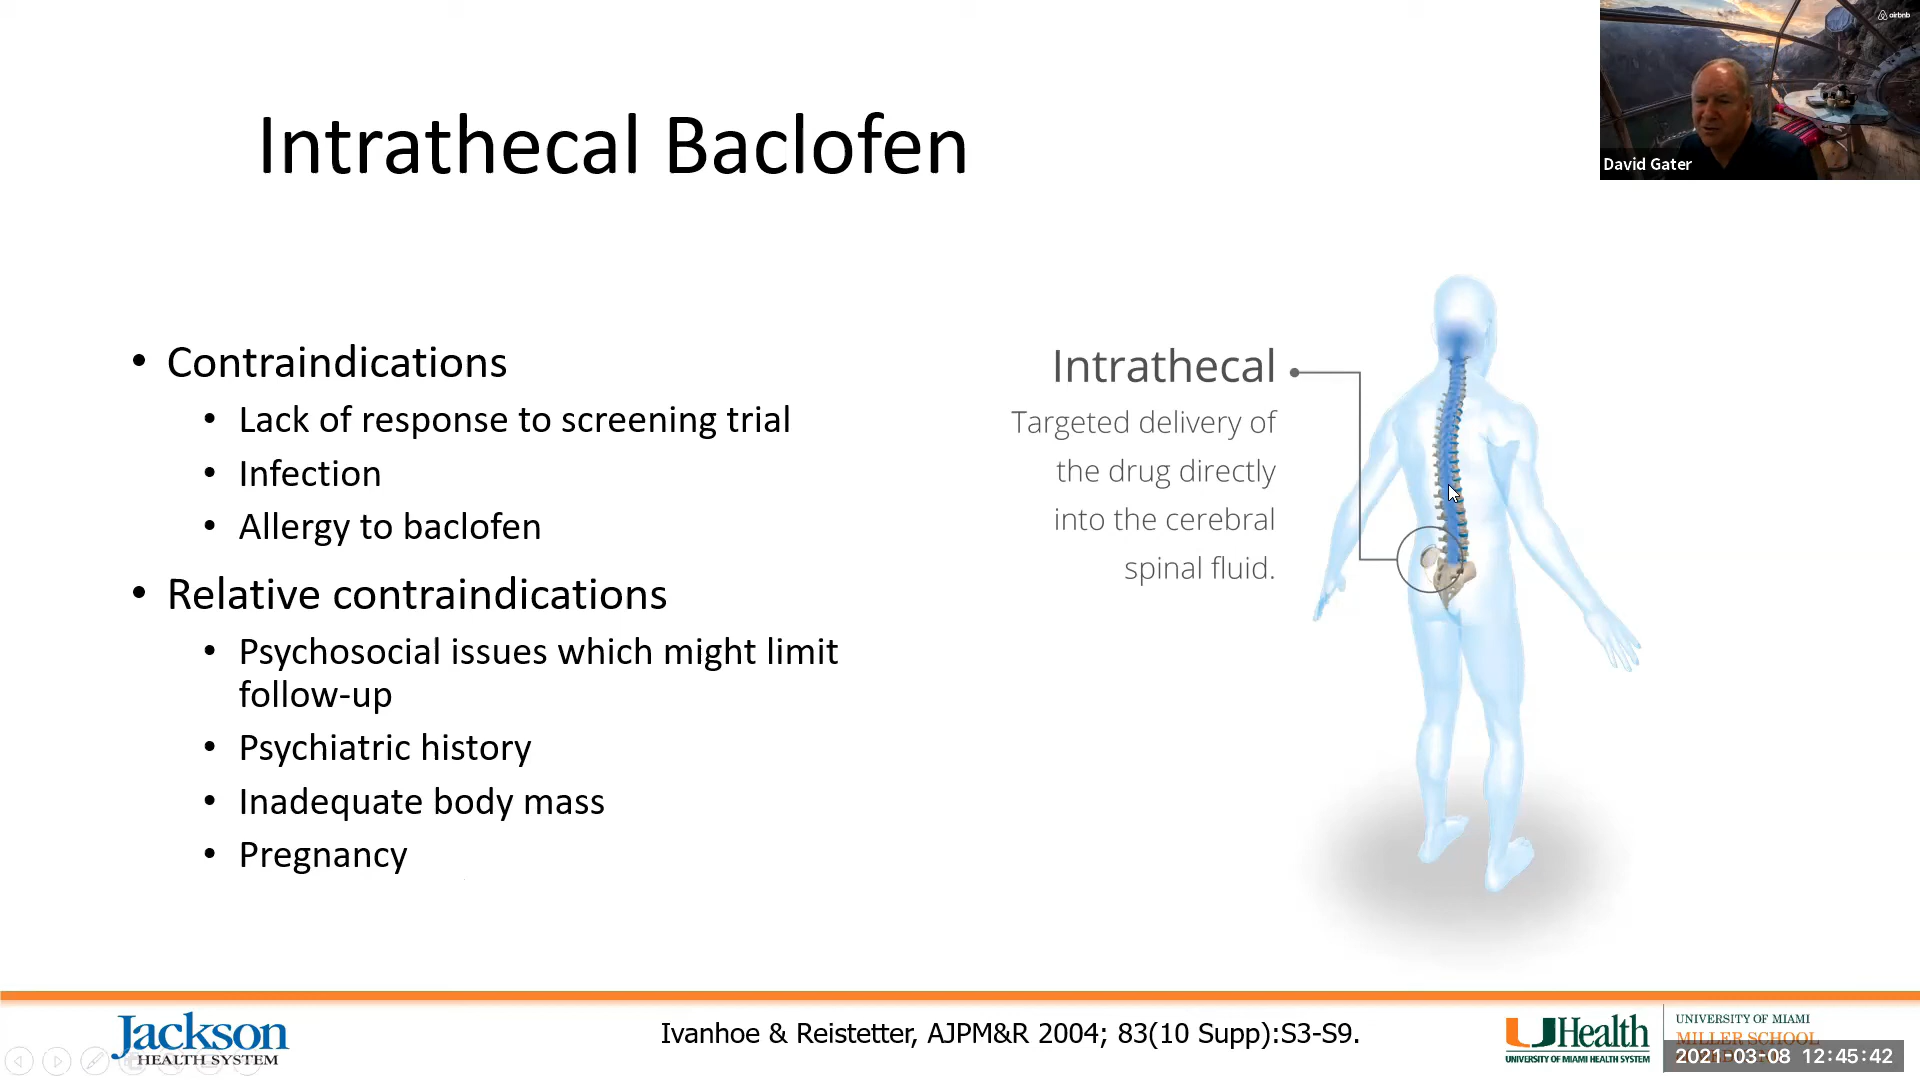 airbnb
David Gater
Intrathecal Baclofen
• Contraindications
• Lack of response to screening trial
• Infection
• Allergy to baclofen
• Relative contraindications
• Psychosocial issues which might limit
follow-up
• Psychiatric history
• Inadequate body mass
• Pregnancy
Intrathecal
Targeted delivery of
the drug directly
into the cerebral
spinal fluid.
Jackson
HEALTH SYSTEM
Ivanhoe & Reistetter, AJPM&R 2004; 83(10 Supp):S3-S9.
UHealth
UNIVERSITY OF MIAMI HEALTH SYSTEM
UNIVERSITY OF MIAMI
MILLER SCHOOL
2021-03-08 12:45:42